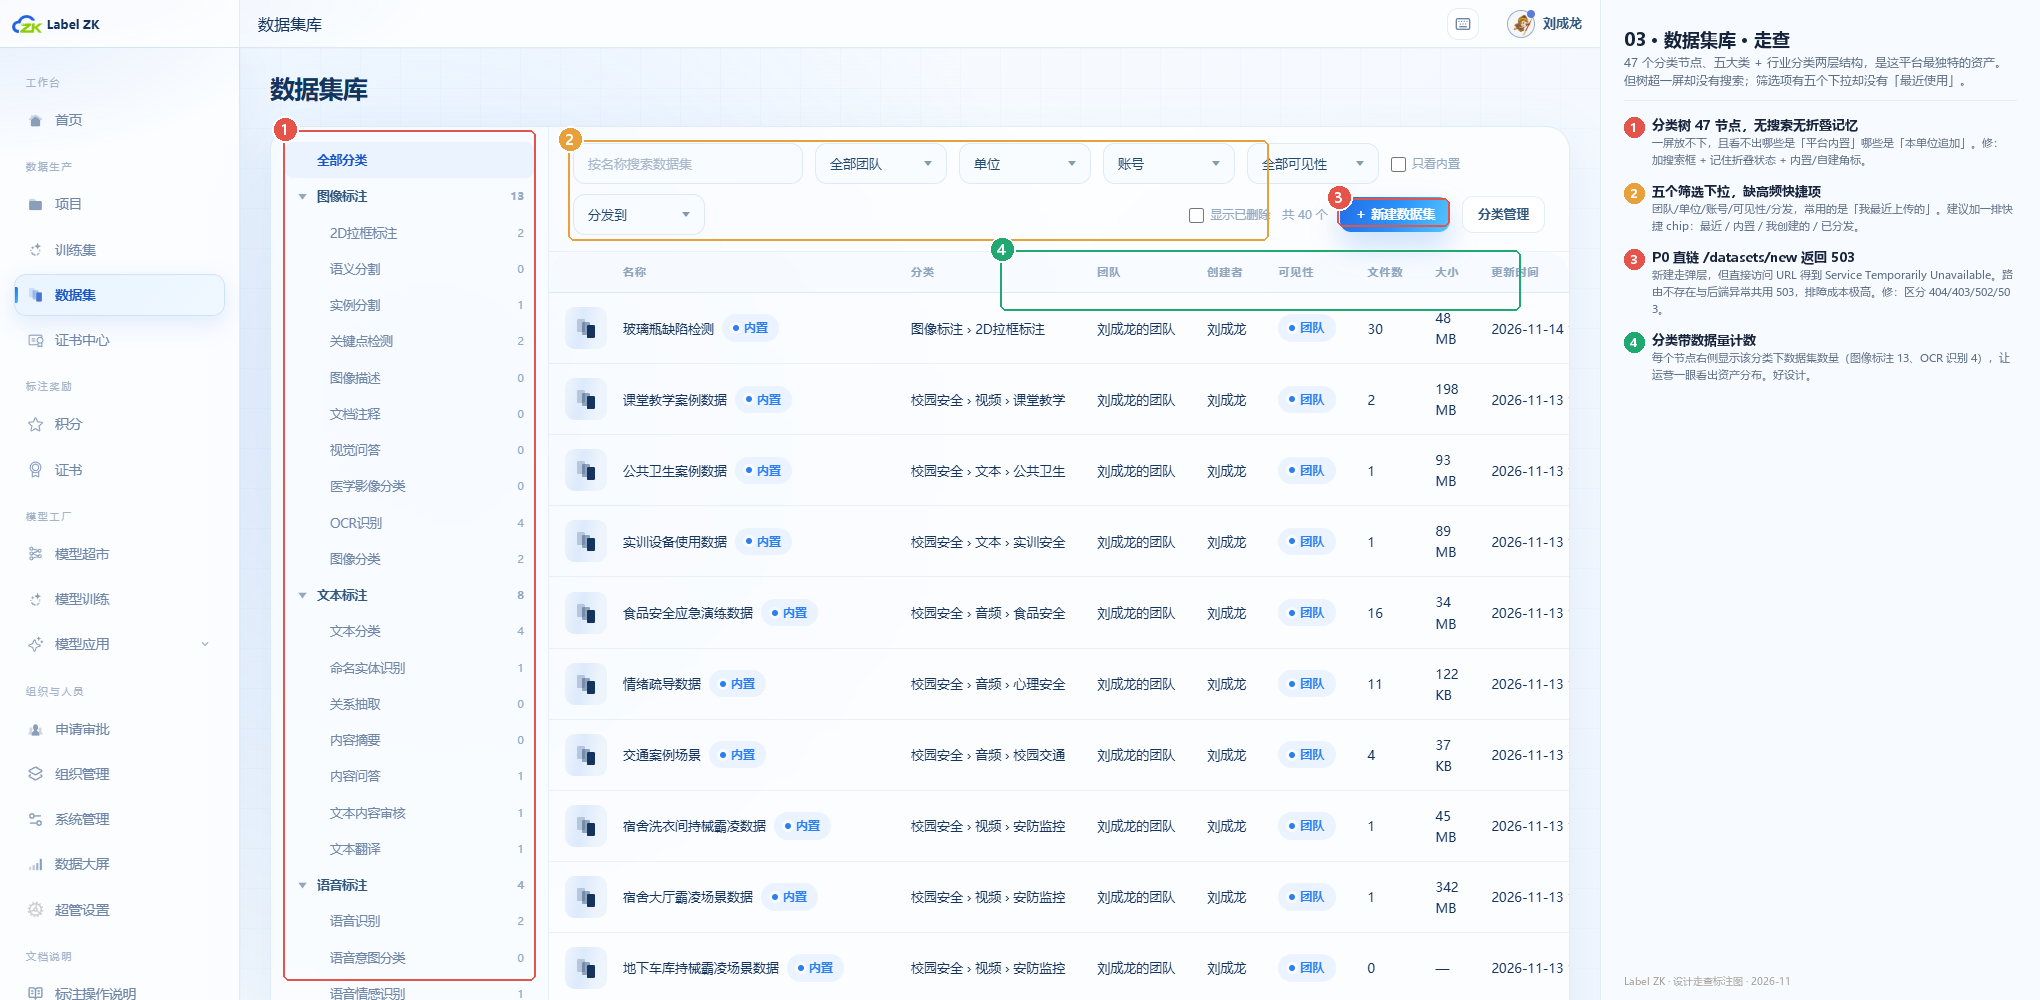 Label ZK
工作台
首页
数据生产
项目
训练集
数据集
证书中心
标注奖励
积分
证书
模型工厂
模型超市
模型训练
模型应用
组织与人员
申请审批
组织管理
系统管理
数据大屏
超管设置
文档说明
标注操作说明
数据集库
刘成龙
数据集库
1
全部分类
图像标注 13
2D拉框标注 2
语义分割 0
实例分割 1
关键点检测 2
图像描述 0
文档注释 0
视觉问答 0
医学影像分类 0
OCR识别 4
图像分类 2
文本标注 8
文本分类 4
命名实体识别 1
关系抽取 0
内容摘要 0
内容问答 1
文本内容审核 1
文本翻译 1
语音标注 4
语音识别 2
语音意图分类 0
语音情感识别 1
2
按名称搜索数据集 全部团队 单位 账号 全部可见性 只看内置
分发到 显示已删除 共 40 个 3 + 新建数据集 分类管理
4
名称 分类 团队 创建者 可见性 文件数 大小 更新时间
玻璃瓶缺陷检测 内置 图像标注 › 2D拉框标注 刘成龙的团队 刘成龙 团队 30 48 MB 2026-11-14
课堂教学案例数据 内置 校园安全 › 视频 › 课堂教学 刘成龙的团队 刘成龙 团队 2 198 MB 2026-11-13
公共卫生案例数据 内置 校园安全 › 文本 › 公共卫生 刘成龙的团队 刘成龙 团队 1 93 MB 2026-11-13
实训设备使用数据 内置 校园安全 › 文本 › 实训安全 刘成龙的团队 刘成龙 团队 1 89 MB 2026-11-13
食品安全应急演练数据 内置 校园安全 › 音频 › 食品安全 刘成龙的团队 刘成龙 团队 16 34 MB 2026-11-13
情绪疏导数据 内置 校园安全 › 音频 › 心理安全 刘成龙的团队 刘成龙 团队 11 122 KB 2026-11-13
交通案例场景 内置 校园安全 › 音频 › 校园交通 刘成龙的团队 刘成龙 团队 4 37 KB 2026-11-13
宿舍洗衣间持械霸凌数据 内置 校园安全 › 视频 › 安防监控 刘成龙的团队 刘成龙 团队 1 45 MB 2026-11-13
宿舍大厅霸凌场景数据 内置 校园安全 › 视频 › 安防监控 刘成龙的团队 刘成龙 团队 1 342 MB 2026-11-13
地下车库持械霸凌场景数据 内置 校园安全 › 视频 › 安防监控 刘成龙的团队 刘成龙 团队 0 — 2026-11-13
03 • 数据集库 • 走查
47 个分类节点、五大类 + 行业分类两层结构，是这平台最独特的资产。
但树超一屏却没有搜索；筛选项有五个下拉却没有「最近使用」。
1 分类树 47 节点，无搜索无折叠记忆
一屏放不下，且看不出哪些是「平台内置」哪些是「本单位追加」。修：
加搜索框 + 记住折叠状态 + 内置/自建角标。
2 五个筛选下拉，缺高频快捷项
团队/单位/账号/可见性/分发，常用的是「我最近上传的」。建议加一排快
捷 chip：最近 / 内置 / 我创建的 / 已分发。
3 P0 直链 /datasets/new 返回 503
新建走弹层，但直接访问 URL 得到 Service Temporarily Unavailable。路
由不存在与后端异常共用 503，排障成本极高。修：区分 404/403/502/50
3。
4 分类带数据量计数
每个节点右侧显示该分类下数据集数量（图像标注 13、OCR 识别 4），让
运营一眼看出资产分布。好设计。
Label ZK · 设计走查标注图 · 2026-11